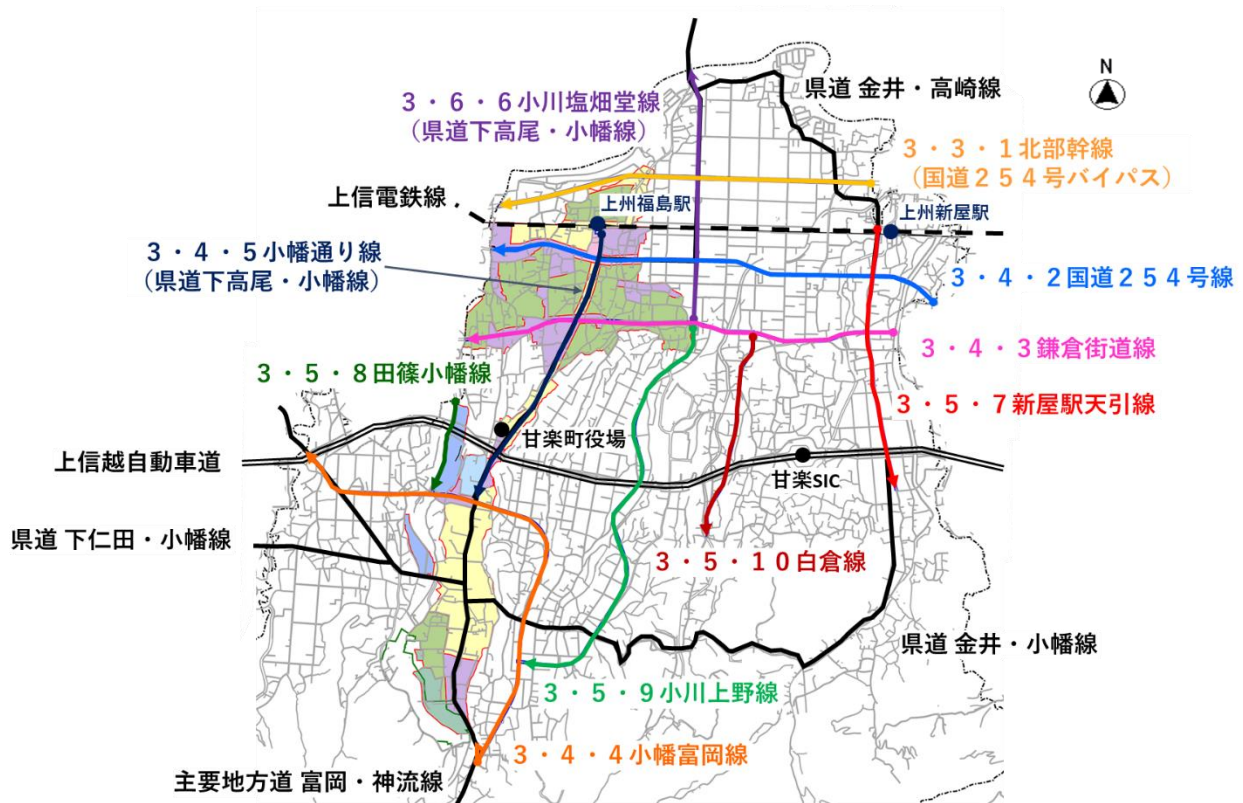 N
県道 金井・高崎線
３・６・６小川塩畑堂線
（県道下高尾・小幡線）
３・３・１北部幹線
（国道２５４号バイパス）
上信電鉄線
上州福島駅
上州新屋駅
３・４・５小幡通り線
（県道下高尾・小幡線）
３・４・２国道２５４号線
３・４・３鎌倉街道線
３・５・８田篠小幡線
３・５・７新屋駅天引線
甘楽町役場
上信越自動車道
甘楽SIC
県道 下仁田・小幡線
３・５・１０白倉線
県道 金井・小幡線
３・５・９小川上野線
３・４・４小幡富岡線
主要地方道 富岡・神流線